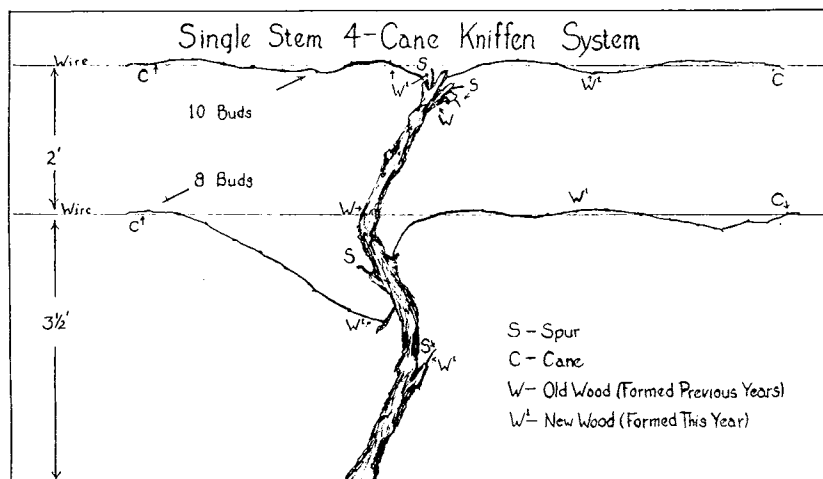 Single Stem 4-Cane Kniffen System
Wire
C
W¹
S
S
S
W¹
C
10 Buds
W
2'
8 Buds
Wire
C
W
W¹
C
S
3½'
W¹
S
W¹
S - Spur
C - Cane
W - Old Wood (Formed Previous Years)
W¹ - New Wood (Formed This Year)